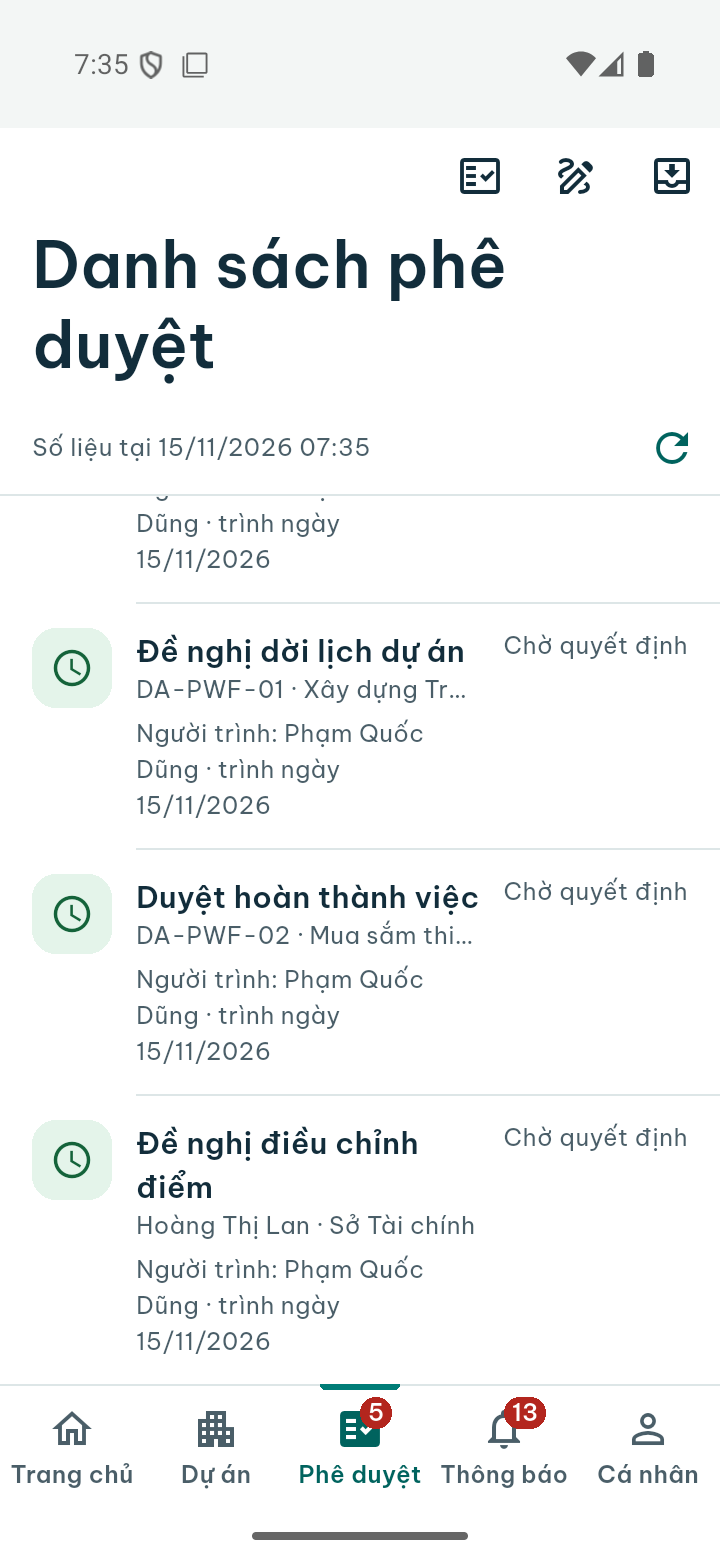 7:35
Danh sách phê
duyệt
Số liệu tại 15/11/2026 07:35
Dũng · trình ngày
15/11/2026
Đề nghị dời lịch dự án
Chờ quyết định
DA-PWF-01 · Xây dựng Tr...
Người trình: Phạm Quốc
Dũng · trình ngày
15/11/2026
Duyệt hoàn thành việc
Chờ quyết định
DA-PWF-02 · Mua sắm thi...
Người trình: Phạm Quốc
Dũng · trình ngày
15/11/2026
Đề nghị điều chỉnh
điểm
Chờ quyết định
Hoàng Thị Lan · Sở Tài chính
Người trình: Phạm Quốc
Dũng · trình ngày
15/11/2026
5
13
Trang chủ
Dự án
Phê duyệt
Thông báo
Cá nhân